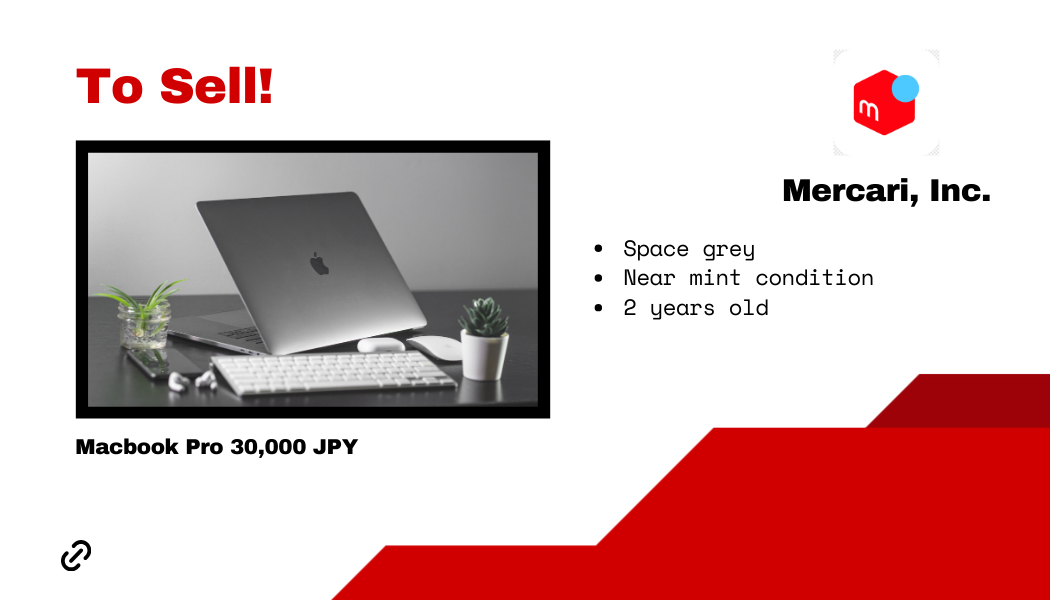 To Sell!
m
Mercari, Inc.
Space grey
Near mint condition
2 years old
Macbook Pro 30,000 JPY